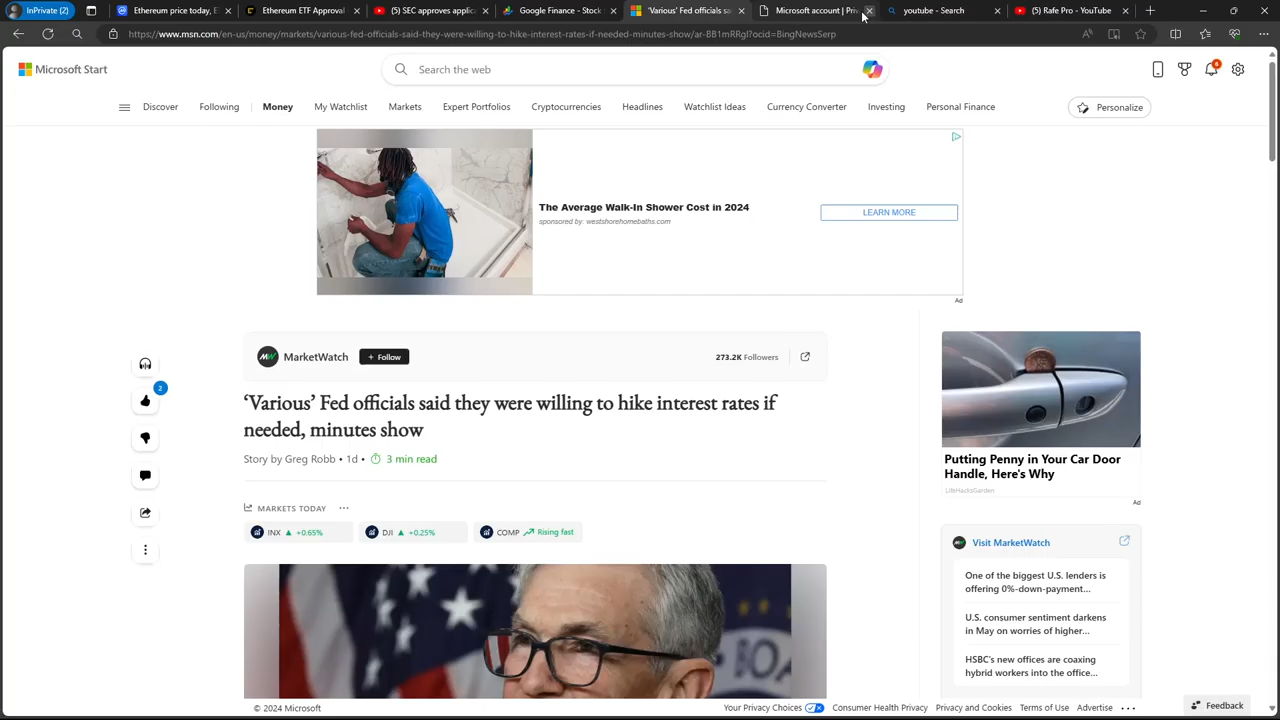 InPrivate
Ethereum price today, E
Ethereum ETF Approval
(5) SEC approves applic
Google Finance - Stock
'Various' Fed officials sa
Microsoft account | Priv
youtube - Search
(5) Rafe Pro - YouTube
https://www.msn.com/en-us/money/markets/various-fed-officials-said-they-were-willing-to-hike-interest-rates-if-needed-minutes-show/ar-BB1mRRgl?ocid=BingNewsSerp
Microsoft Start
Search the web
6
Discover
Following
Money
My Watchlist
Markets
Expert Portfolios
Cryptocurrencies
Headlines
Watchlist Ideas
Currency Converter
Investing
Personal Finance
Personalize
The Average Walk-In Shower Cost in 2024
sponsored by: westshorehomebaths.com
LEARN MORE
Ad
MarketWatch
+ Follow
273.2K Followers
2
‘Various’ Fed officials said they were willing to hike interest rates if
needed, minutes show
Story by Greg Robb • 1d • 3 min read
MARKETS TODAY
INX ▲ +0.65%
DJI ▲ +0.25%
COMP Rising fast
Putting Penny in Your Car Door
Handle, Here's Why
LifeHacksGarden
Ad
Visit MarketWatch
One of the biggest U.S. lenders is
offering 0%-down-payment...
U.S. consumer sentiment darkens
in May on worries of higher...
HSBC's new offices are coaxing
hybrid workers into the office...
© 2024 Microsoft
Your Privacy Choices
Consumer Health Privacy
Privacy and Cookies
Terms of Use
Advertise
Feedback